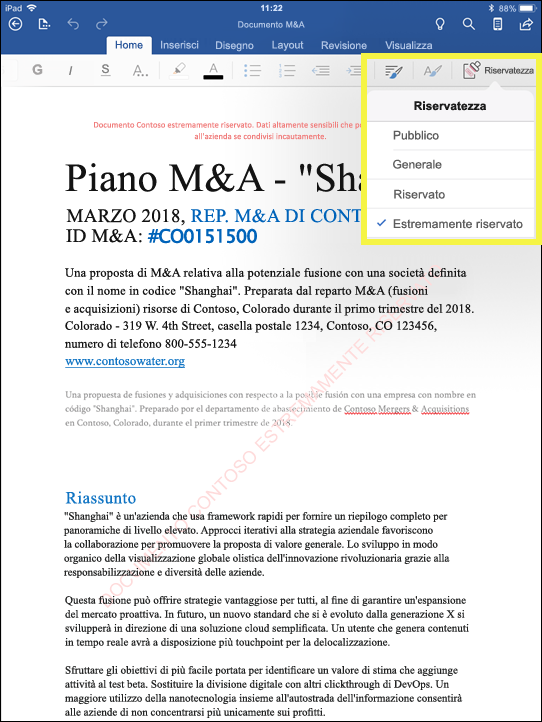 iPad 11:22 88%
Documento M&A
Home Inserisci Disegno Layout Revisione Visualizza
G I S A... A Riservatezza
Riservatezza
Pubblico
Generale
Riservato
Estremamente riservato
Documento Contoso estremamente riservato. Dati altamente sensibili che
all'azienda se condivisi incautamente.
Piano M&A - "Sha
MARZO 2018, REP. M&A DI CONT
ID M&A: #CO0151500
Una proposta di M&A relativa alla potenziale fusione con una società definita
con il nome in codice "Shanghai". Preparata dal reparto M&A (fusioni
e acquisizioni) risorse di Contoso, Colorado durante il primo trimestre del 2018.
Colorado - 319 W. 4th Street, casella postale 1234, Contoso, CO 123456,
numero di telefono 800-555-1234
www.contosowater.org
Una propuesta de fusiones y adquisiciones con respecto a la posible fusión con una empresa con nombre en
código "Shanghai". Preparado por el departamento de abastecimiento de Contoso Mergers & Acquisitions
en Contoso, Colorado, durante el primer trimestre de 2018.
DOCUMENTO CONTOSO ESTREMAMENTE RISERVATO
Riassunto
"Shanghai" è un'azienda che usa framework rapidi per fornire un riepilogo completo per
panoramiche di livello elevato. Approcci iterativi alla strategia aziendale favoriscono
la collaborazione per promuovere la proposta di valore generale. Lo sviluppo in modo
organico della visualizzazione globale olistica dell'innovazione rivoluzionaria grazie alla
responsabilizzazione e diversità delle aziende.
Questa fusione può offrire strategie vantaggiose per tutti, al fine di garantire un'espansione
del mercato proattiva. In futuro, un nuovo standard che si è evoluto dalla generazione X si
svilupperà in direzione di una soluzione cloud semplificata. Un utente che genera contenuti
in tempo reale avrà a disposizione più touchpoint per la delocalizzazione.
Sfruttare gli obiettivi di più facile portata per identificare un valore di stima che aggiunge
attività al test beta. Sostituire la divisione digitale con altri clickthrough di DevOps. Un
maggiore utilizzo della nanotecnologia insieme all'autostrada dell'informazione consentirà
alle aziende di non concentrarsi più unicamente sui profitti.